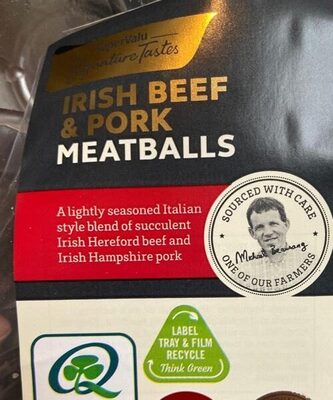 SuperValu
Signature Tastes
IRISH BEEF
& PORK
MEATBALLS
A lightly seasoned Italian
style blend of succulent
Irish Hereford beef and
Irish Hampshire pork
SOURCED WITH CARE
ONE OF OUR FARMERS
LABEL
TRAY & FILM
RECYCLE
Think Green
Q